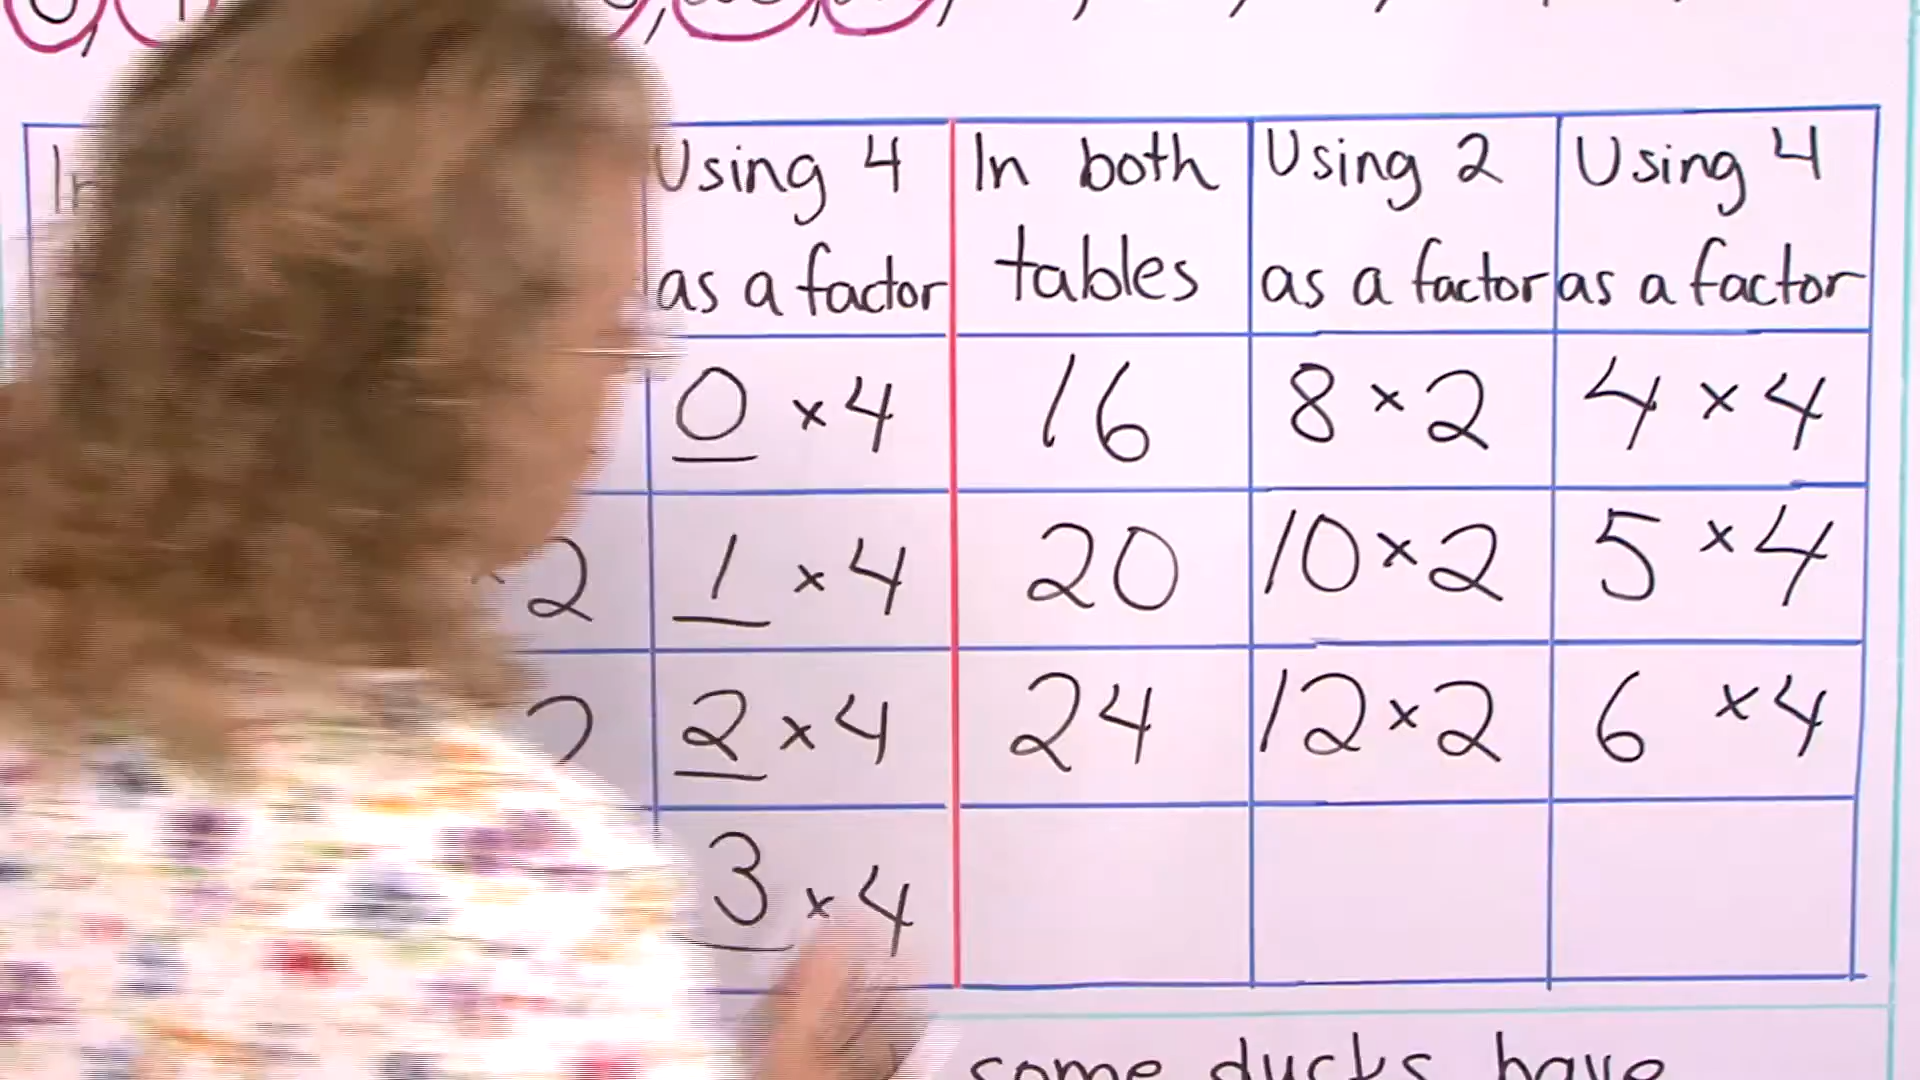 Using 4 In both Using 2 Using 4
as a factor tables as a factor as a factor
0 × 4 16 8 × 2 4 × 4
× 2 1 × 4 20 10 × 2 5 × 4
2 2 × 4 24 12 × 2 6 × 4
3 × 4
some ducks have